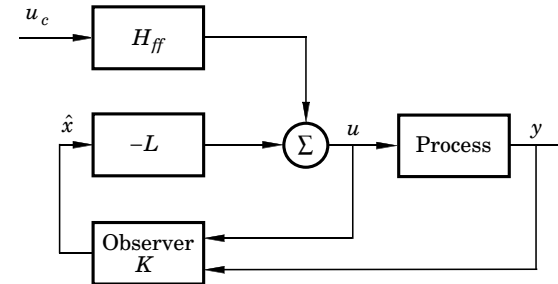 u_c
H_ff
x̂
–L
Σ
u
Process
y
Observer
K